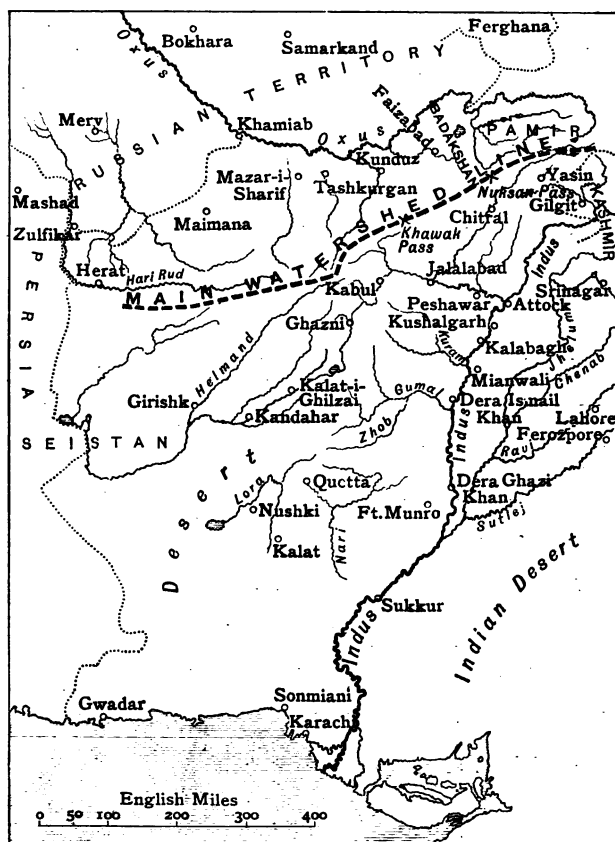 Ferghana
Bokhara
Samarkand
Oxus
RUSSIAN TERRITORY
Merv
Khamiab
Oxus
Faizabad
BADAKSHAN
PAMIR
Kunduz
Mazar-i-
Sharif
Tashkurgan
Mashad
Maimana
Zulfikar
Yasin
Nuksan Pass
Gilgit
KASHMIR
Chitral
Khawak
Pass
MAIN WATERSHED LINE
Herat
Hari Rud
PERSIA
Kabul
Jalalabad
Indus
Srinagar
Peshawar
Attock
Ghazni
Kushalgarh
Kuram
Kalabagh
Jhelum
Chenab
Mianwali
Helmand
Kalat-i-
Ghilzai
Girishk
Kandahar
Gumal
Dera Ismail
Khan
Lahore
Ferozpore
Ravi
SEISTAN
Zhob
Indus
Desert
Lora
Quetta
Dera Ghazi
Khan
Nushki
Ft. Munro
Sutlej
Kalat
Nari
Indian Desert
Sukkur
Indus
Gwadar
Sonmiani
Karachi
English Miles
0 50 100 200 300 400